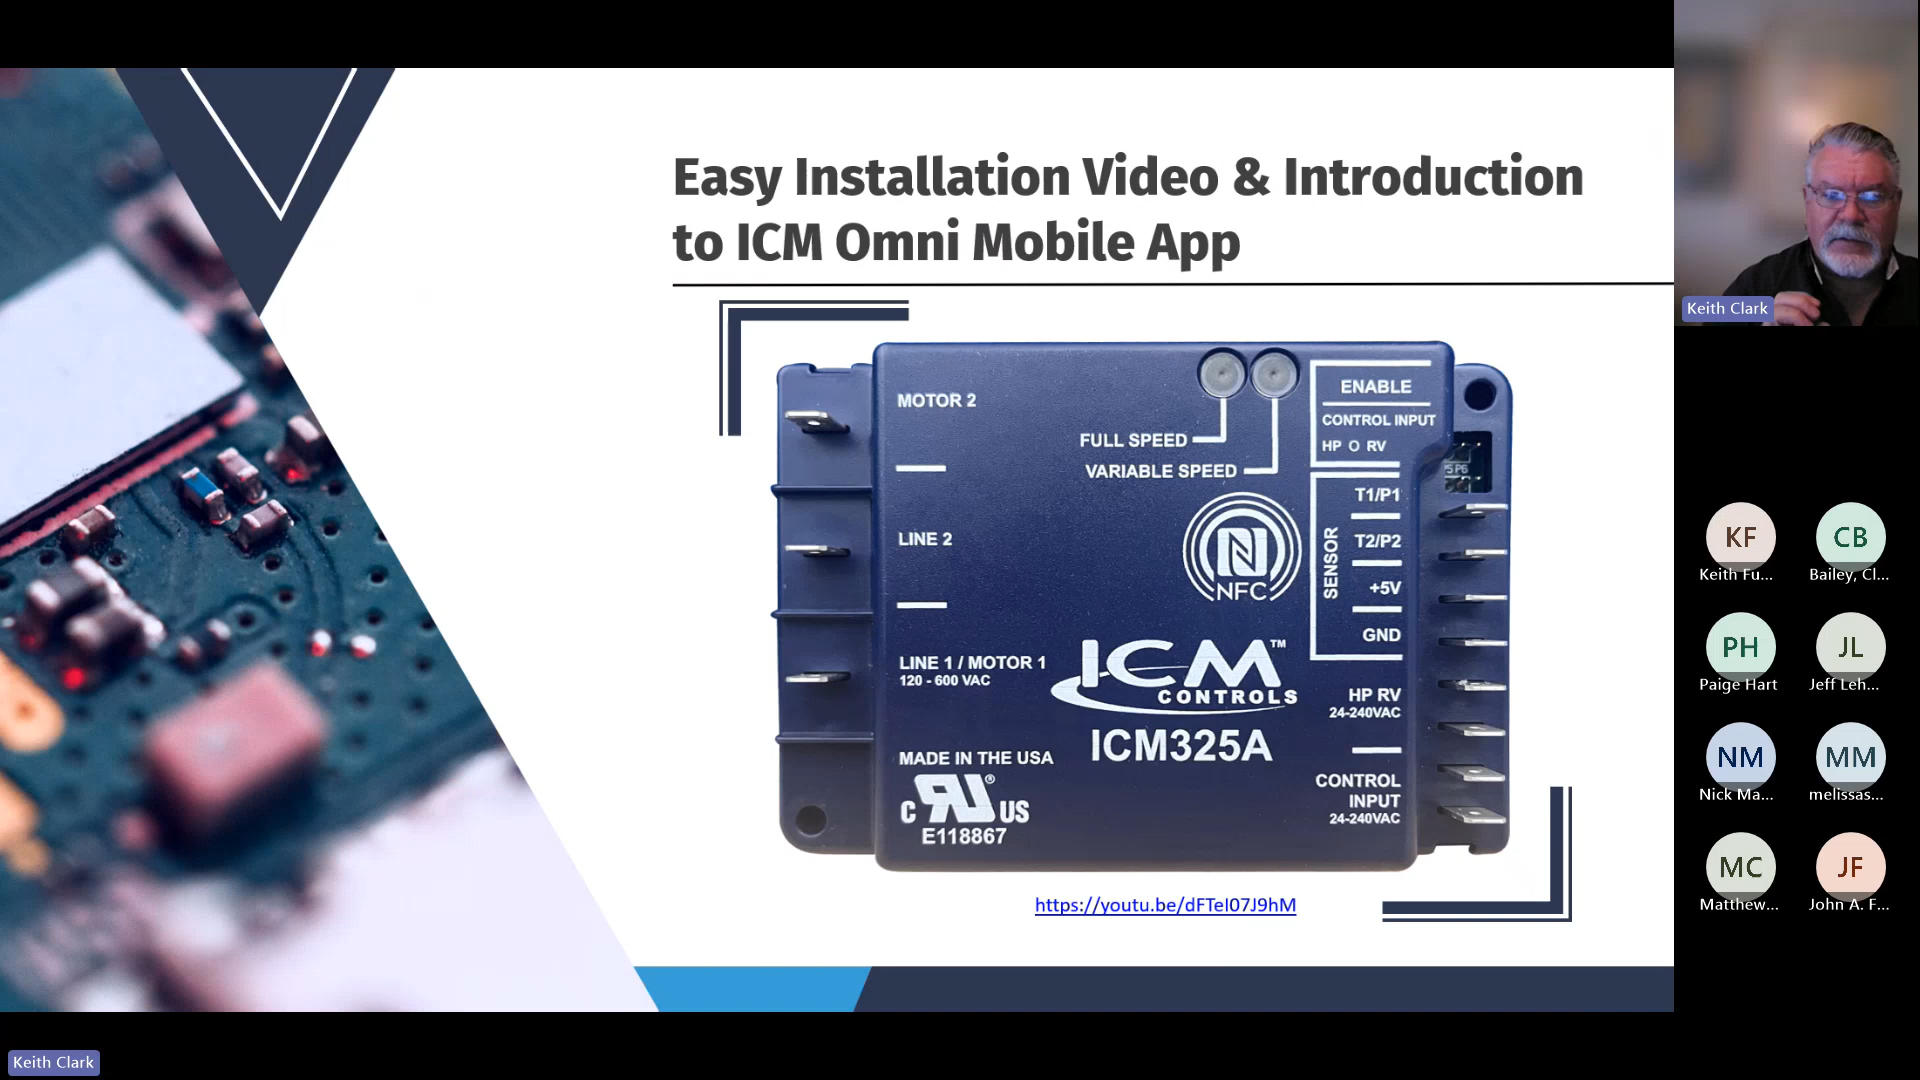 Easy Installation Video & Introduction
to ICM Omni Mobile App
MOTOR 2
LINE 2
LINE 1 / MOTOR 1
120 - 600 VAC
MADE IN THE USA
C RU® US
E118867
FULL SPEED
VARIABLE SPEED
NFC
ICM™
CONTROLS
ICM325A
ENABLE
CONTROL INPUT
HP O RV
P5 P6
SENSOR
T1/P1
T2/P2
+5V
GND
HP RV
24-240VAC
CONTROL
INPUT
24-240VAC
https://youtu.be/dFTeI07J9hM
Keith Clark
KF
Keith Fu...
CB
Bailey, Cl...
PH
Paige Hart
JL
Jeff Leh...
NM
Nick Ma...
MM
melissas...
MC
Matthew...
JF
John A. F...
Keith Clark